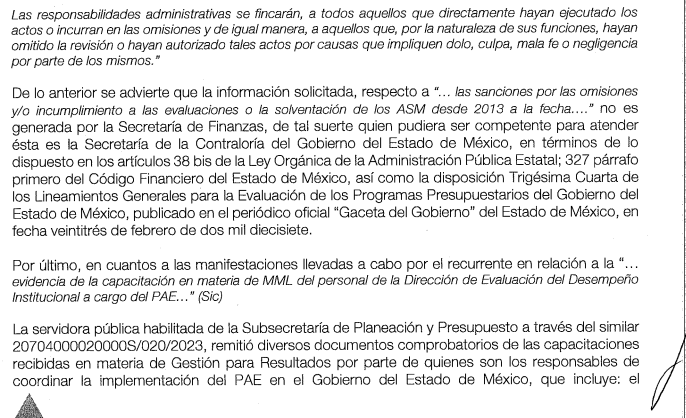 Las responsabilidades administrativas se fincarán, a todos aquellos que directamente hayan ejecutado los
actos o incurran en las omisiones y de igual manera, a aquellos que, por la naturaleza de sus funciones, hayan
omitido la revisión o hayan autorizado tales actos por causas que impliquen dolo, culpa, mala fe o negligencia
por parte de los mismos."
De lo anterior se advierte que la información solicitada, respecto a "... las sanciones por las omisiones
y/o incumplimiento a las evaluaciones o la solventación de los ASM desde 2013 a la fecha...." no es
generada por la Secretaría de Finanzas, de tal suerte quien pudiera ser competente para atender
ésta es la Secretaría de la Contraloría del Gobierno del Estado de México, en términos de lo
dispuesto en los artículos 38 bis de la Ley Orgánica de la Administración Pública Estatal; 327 párrafo
primero del Código Financiero del Estado de México, así como la disposición Trigésima Cuarta de
los Lineamientos Generales para la Evaluación de los Programas Presupuestarios del Gobierno del
Estado de México, publicado en el periódico oficial "Gaceta del Gobierno" del Estado de México, en
fecha veintitrés de febrero de dos mil diecisiete.
Por último, en cuantos a las manifestaciones llevadas a cabo por el recurrente en relación a la "...
evidencia de la capacitación en materia de MML del personal de la Dirección de Evaluación del Desempeño
Institucional a cargo del PAE..." (Sic)
La servidora pública habilitada de la Subsecretaría de Planeación y Presupuesto a través del similar
20704000020000S/020/2023, remitió diversos documentos comprobatorios de las capacitaciones
recibidas en materia de Gestión para Resultados por parte de quienes son los responsables de
coordinar la implementación del PAE en el Gobierno del Estado de México, que incluye: el